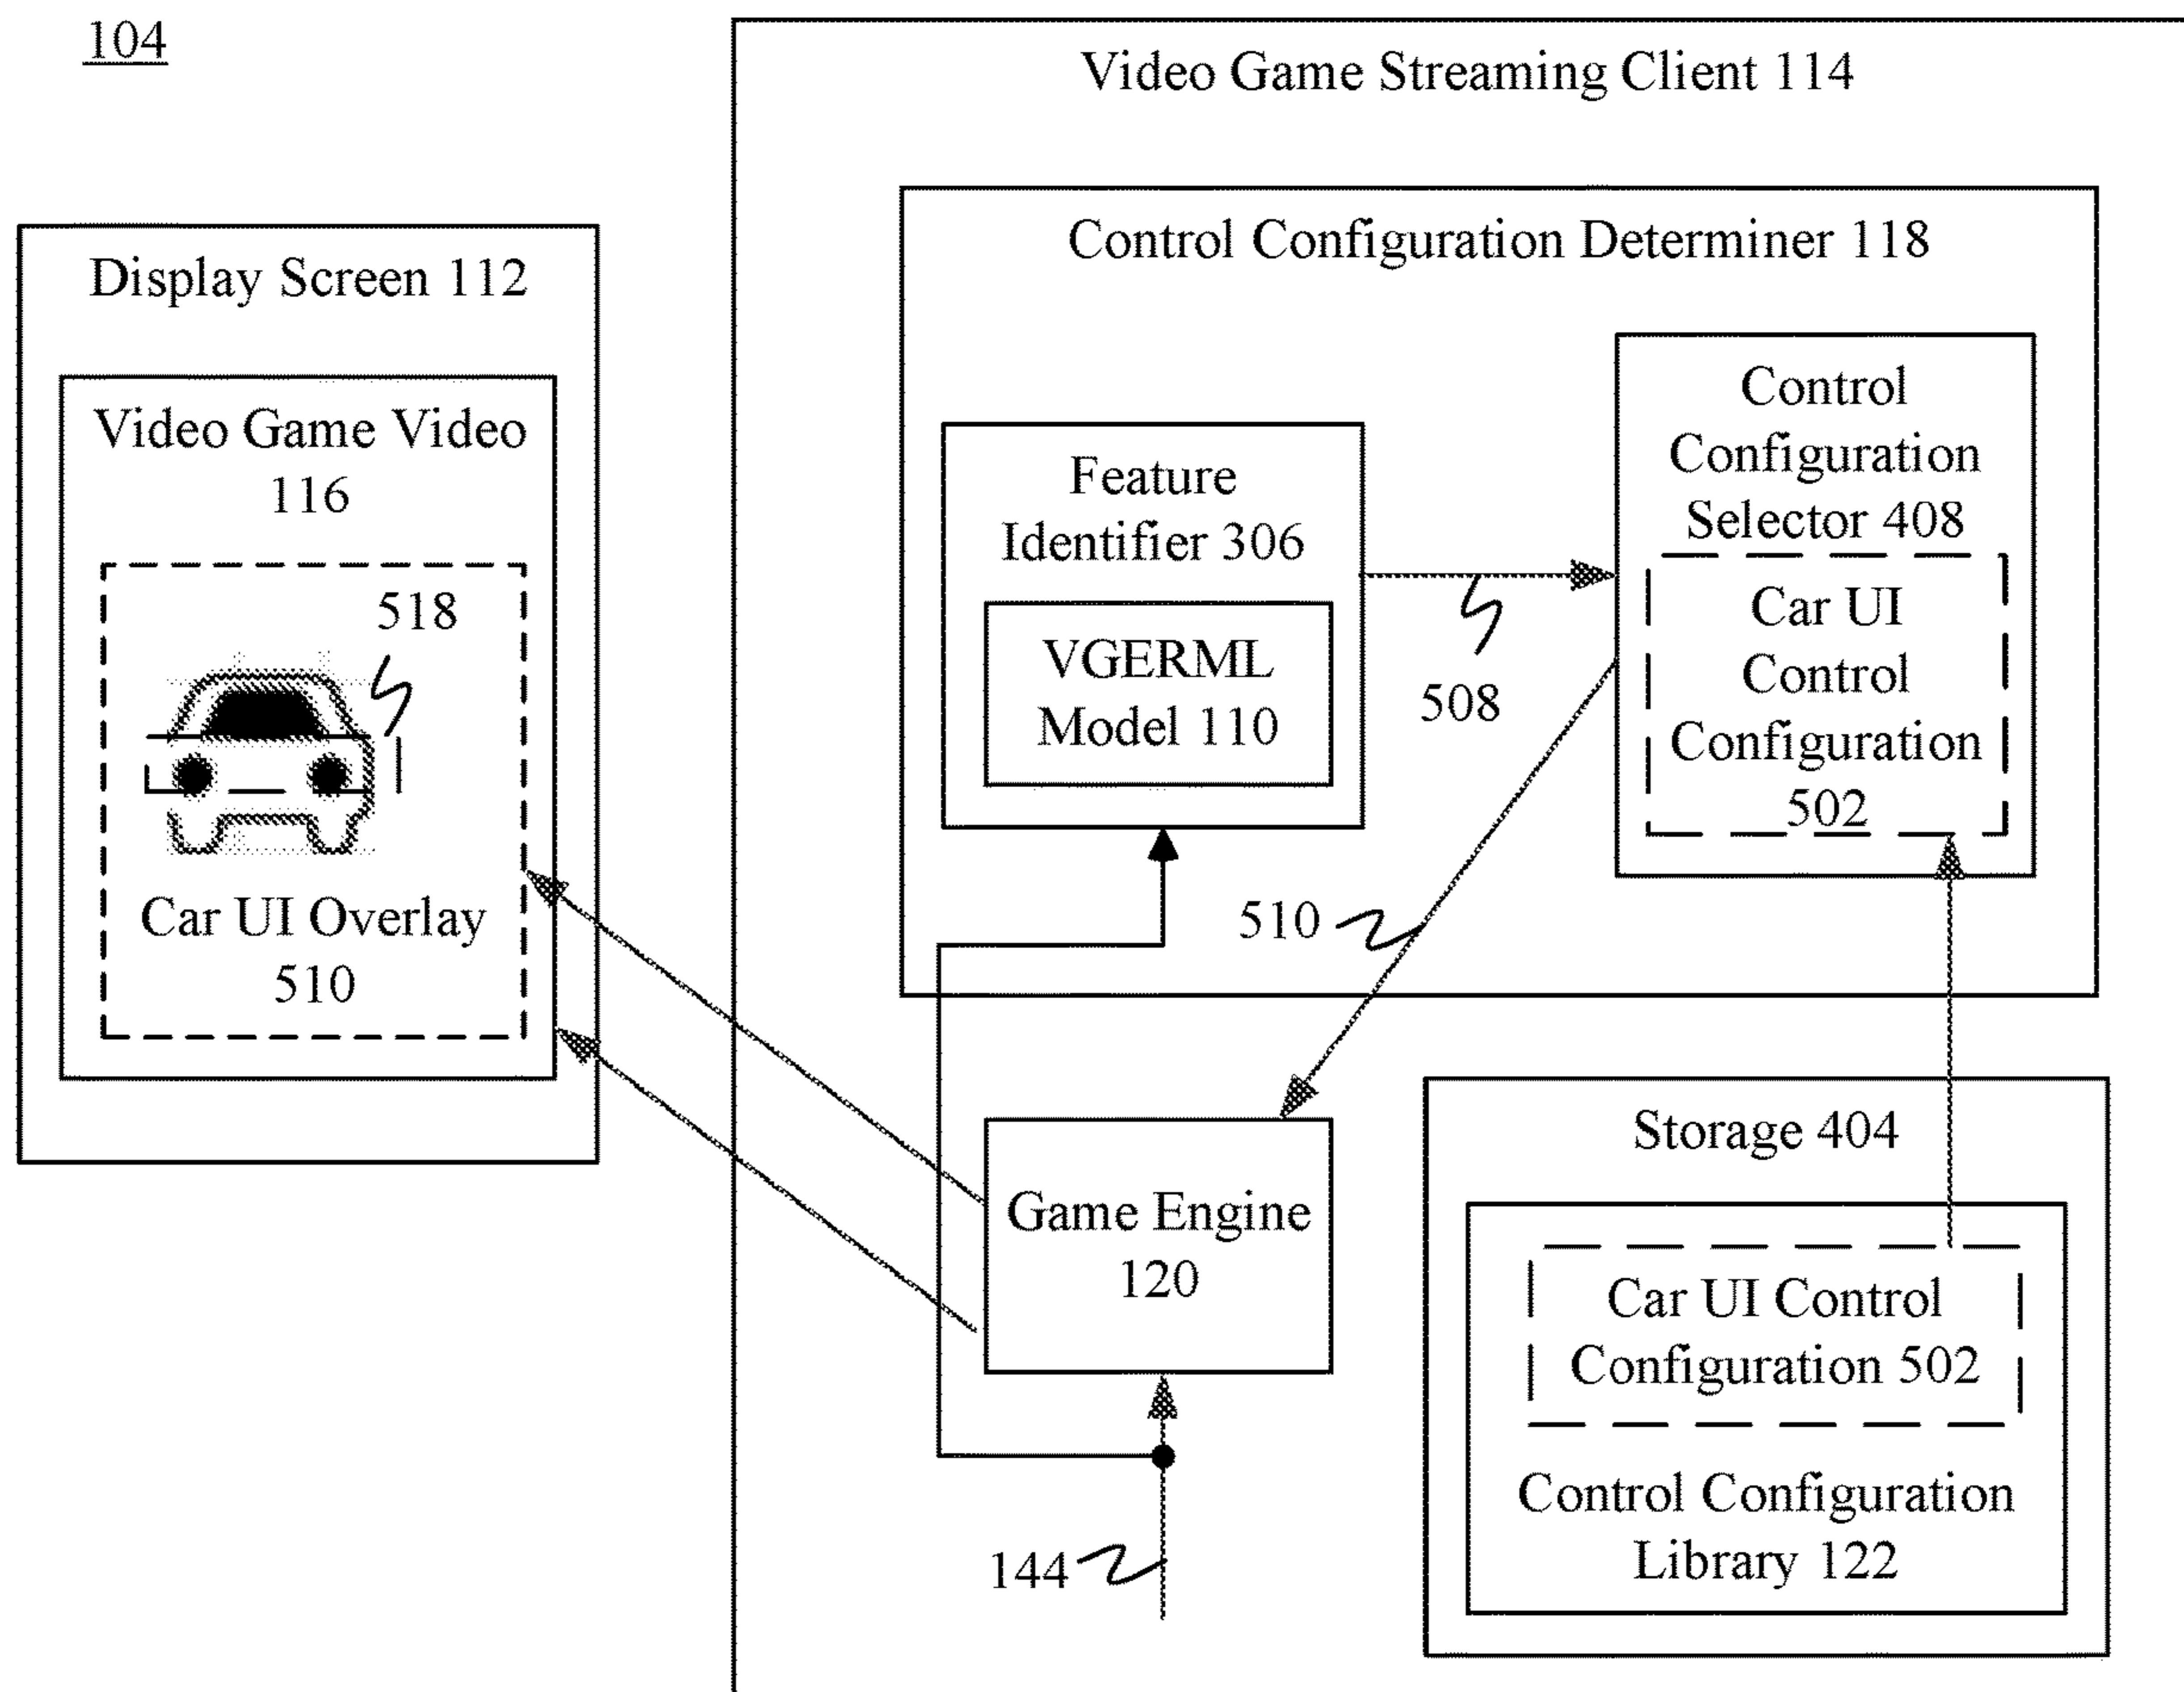 104
Video Game Streaming Client 114
Control Configuration Determiner 118
Display Screen 112
Video Game Video
116
518
Car UI Overlay
510
Feature
Identifier 306
VGERML
Model 110
508
Control
Configuration
Selector 408
Car UI
Control
Configuration
502
510
Game Engine
120
144
Storage 404
Car UI Control
Configuration 502
Control Configuration
Library 122